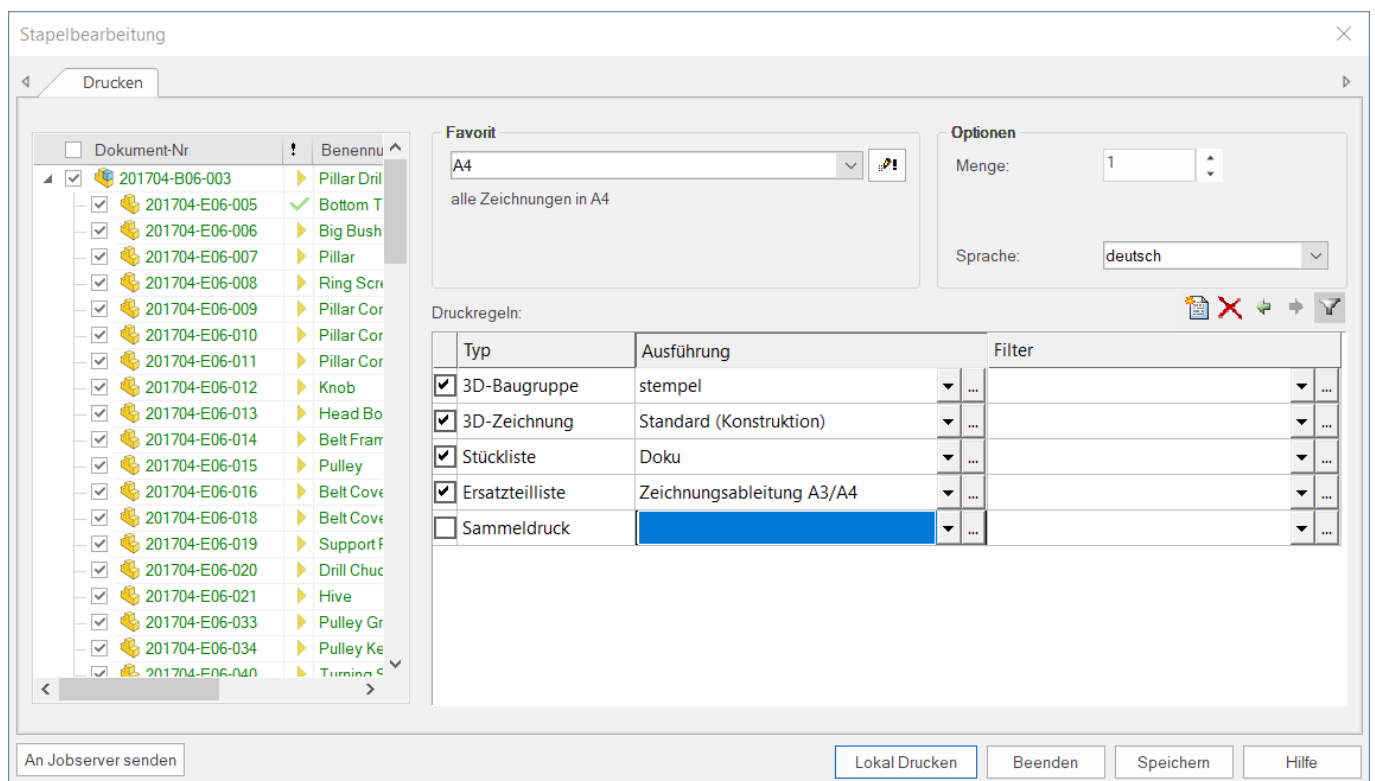 Stapelbearbeitung
Drucken
Dokument-Nr ! Benennu
201704-B06-003 Pillar Dril
201704-E06-005 Bottom T
201704-E06-006 Big Bush
201704-E06-007 Pillar
201704-E06-008 Ring Scre
201704-E06-009 Pillar Cor
201704-E06-010 Pillar Cor
201704-E06-011 Pillar Cor
201704-E06-012 Knob
201704-E06-013 Head Bo
201704-E06-014 Belt Fram
201704-E06-015 Pulley
201704-E06-016 Belt Cove
201704-E06-018 Belt Cove
201704-E06-019 Support F
201704-E06-020 Drill Chuc
201704-E06-021 Hive
201704-E06-033 Pulley Gr
201704-E06-034 Pulley Ke
201704-E06-040 Turning S
Favorit
A4
alle Zeichnungen in A4
Optionen
Menge: 1
Sprache: deutsch
Druckregeln:
Typ Ausführung Filter
3D-Baugruppe stempel ... ...
3D-Zeichnung Standard (Konstruktion) ... ...
Stückliste Doku ... ...
Ersatzteilliste Zeichnungsableitung A3/A4 ... ...
Sammeldruck ... ...
An Jobserver senden Lokal Drucken Beenden Speichern Hilfe